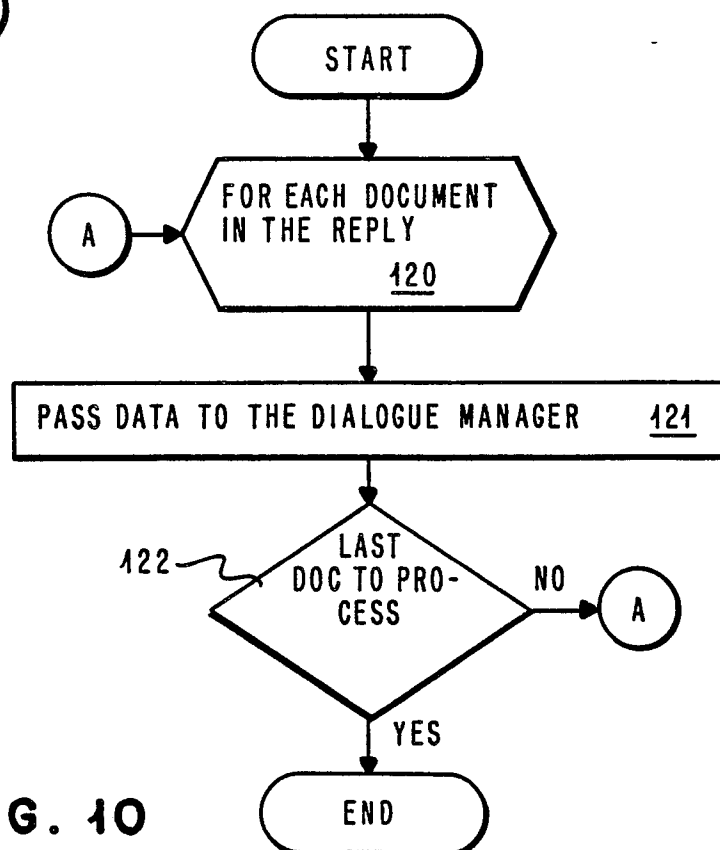 START
A
FOR EACH DOCUMENT
IN THE REPLY
120
PASS DATA TO THE DIALOGUE MANAGER 121
122
LAST
DOC TO PRO-
CESS
NO
A
YES
END
G. 10